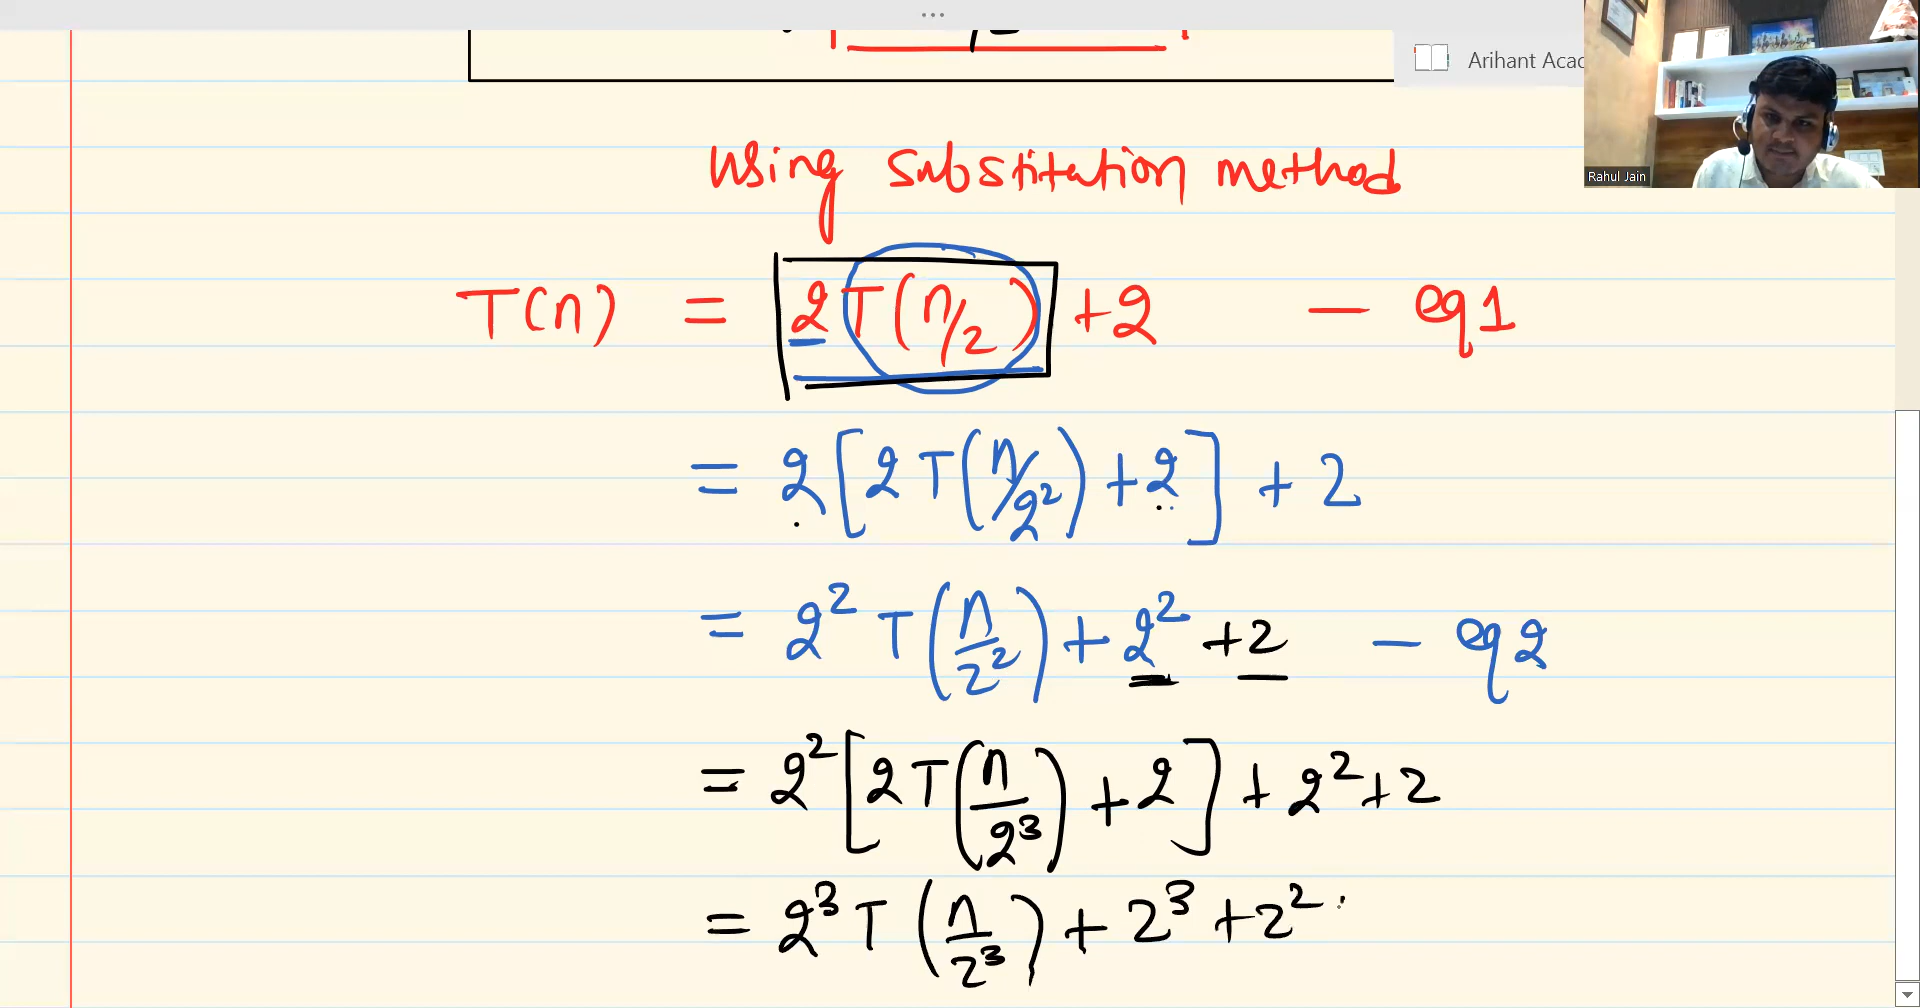 Arihant Acad
Rahul Jain
Using substitution method
T(n) = 2T(n/2) + 2 — eq1
= 2[2T(n/2²) + 2] + 2
= 2² T(n/2²) + 2² + 2 — eq2
= 2² [2T(n/2³) + 2] + 2² + 2
= 2³ T(n/2³) + 2³ + 2²